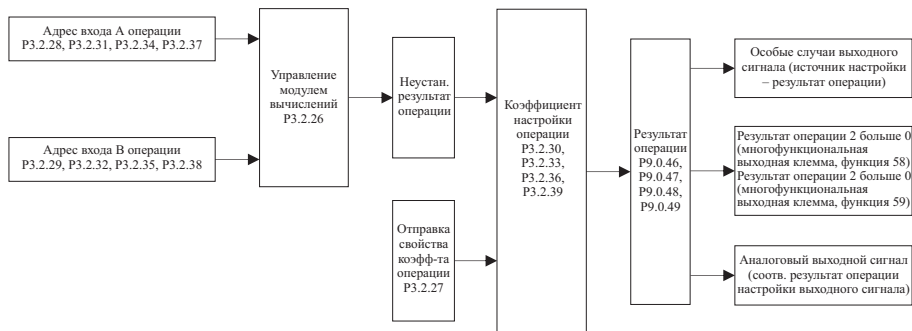 Адрес входа А операции
P3.2.28, P3.2.31, P3.2.34, P3.2.37
Адрес входа В операции
P3.2.29, P3.2.32, P3.2.35, P3.2.38
Управление
модулем
вычислений
P3.2.26
Неустан.
результат
операции
Отправка
свойства
коэфф-та
операции
P3.2.27
Коэффициент
настройки
операции
P3.2.30,
P3.2.33,
P3.2.36,
P3.2.39
Результат
операции
P9.0.46,
P9.0.47,
P9.0.48,
P9.0.49
Особые случаи выходного
сигнала (источник настройки
– результат операции)
Результат операции 2 больше 0
(многофункциональная
выходная клемма, функция 58)
Результат операции 2 больше 0
(многофункциональная
выходная клемма, функция 59)
Аналоговый выходной сигнал
(соотв. результат операции
настройки выходного сигнала)